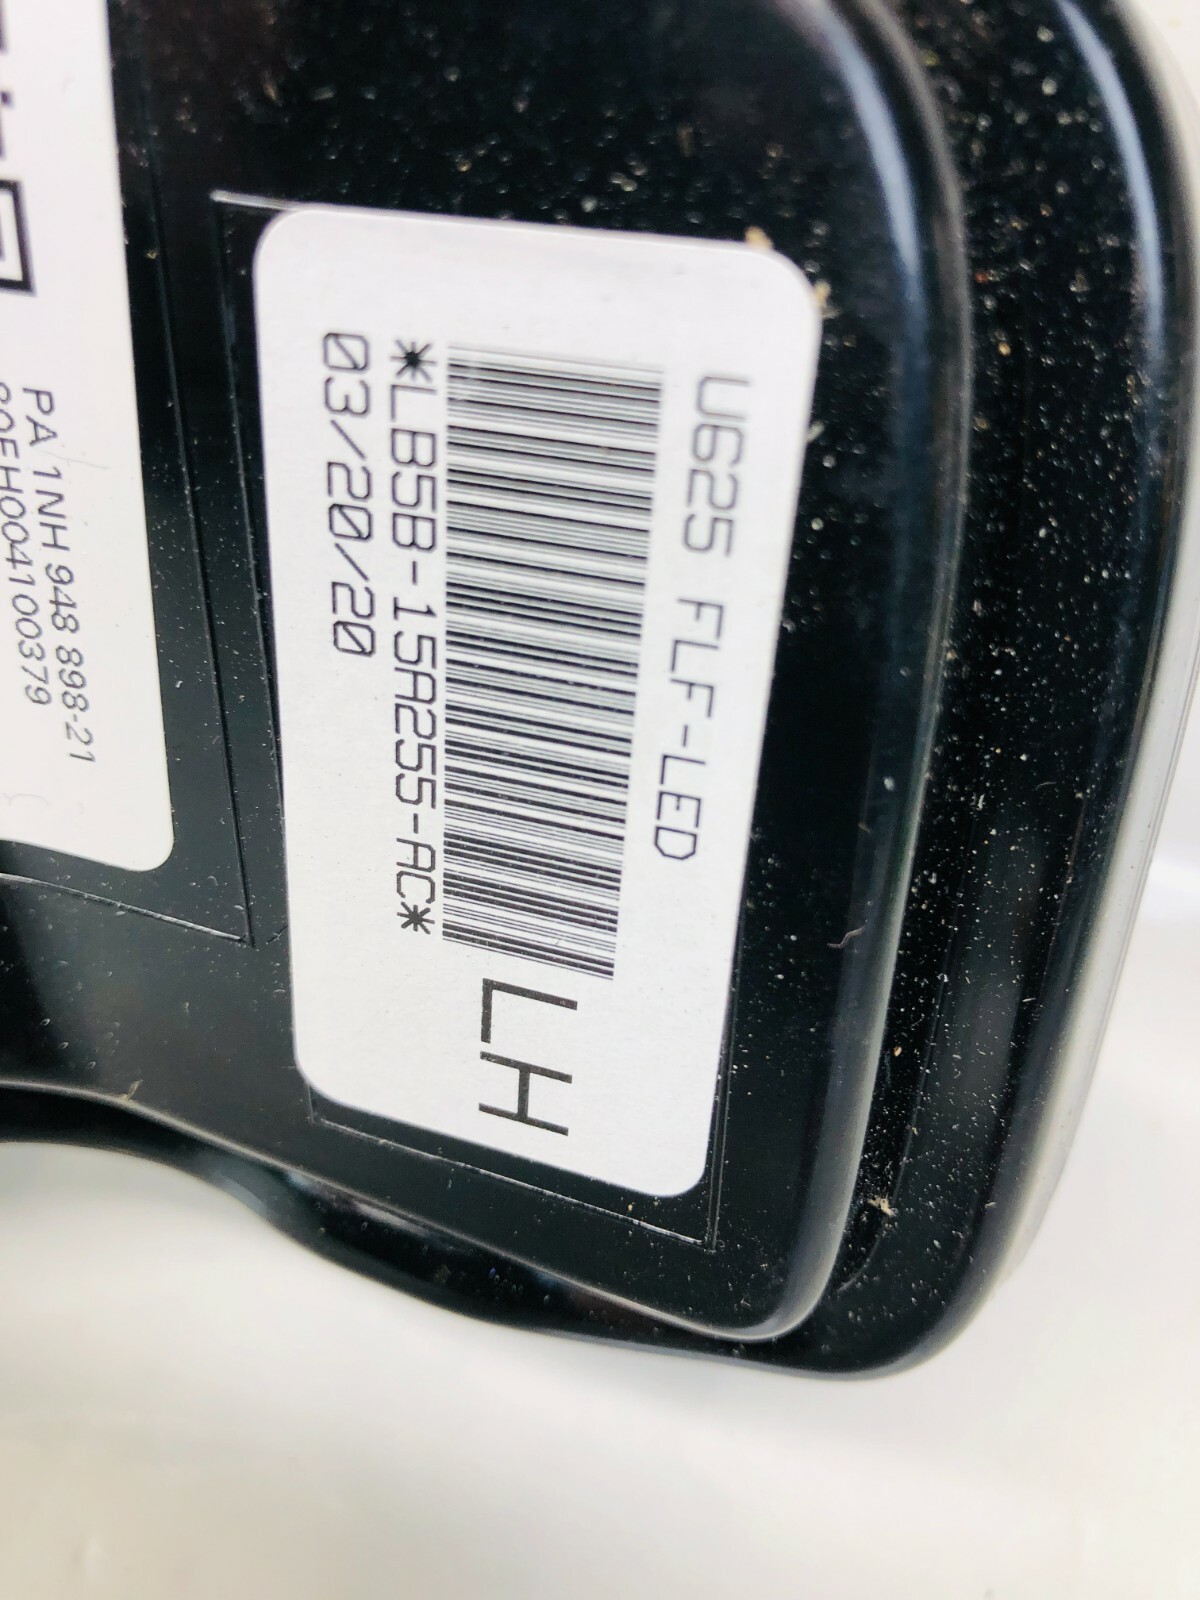 U625 FLF-LED
*LB5B-15A255-AC*
03/20/20
LH
PA 1NH 948 898-21